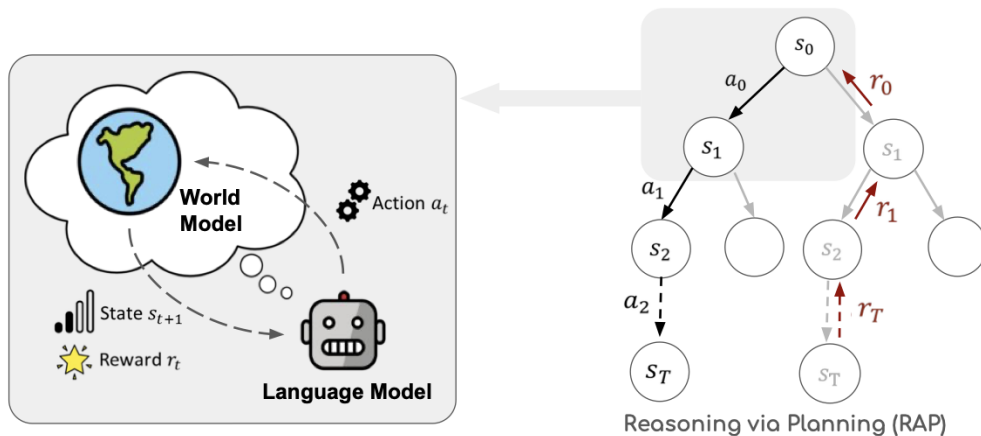 World
Model
Action a_t
State s_{t+1}
Reward r_t
Language Model
s_0
a_0
r_0
s_1
s_1
a_1
r_1
s_2
s_2
a_2
r_T
s_T
s_T
Reasoning via Planning (RAP)